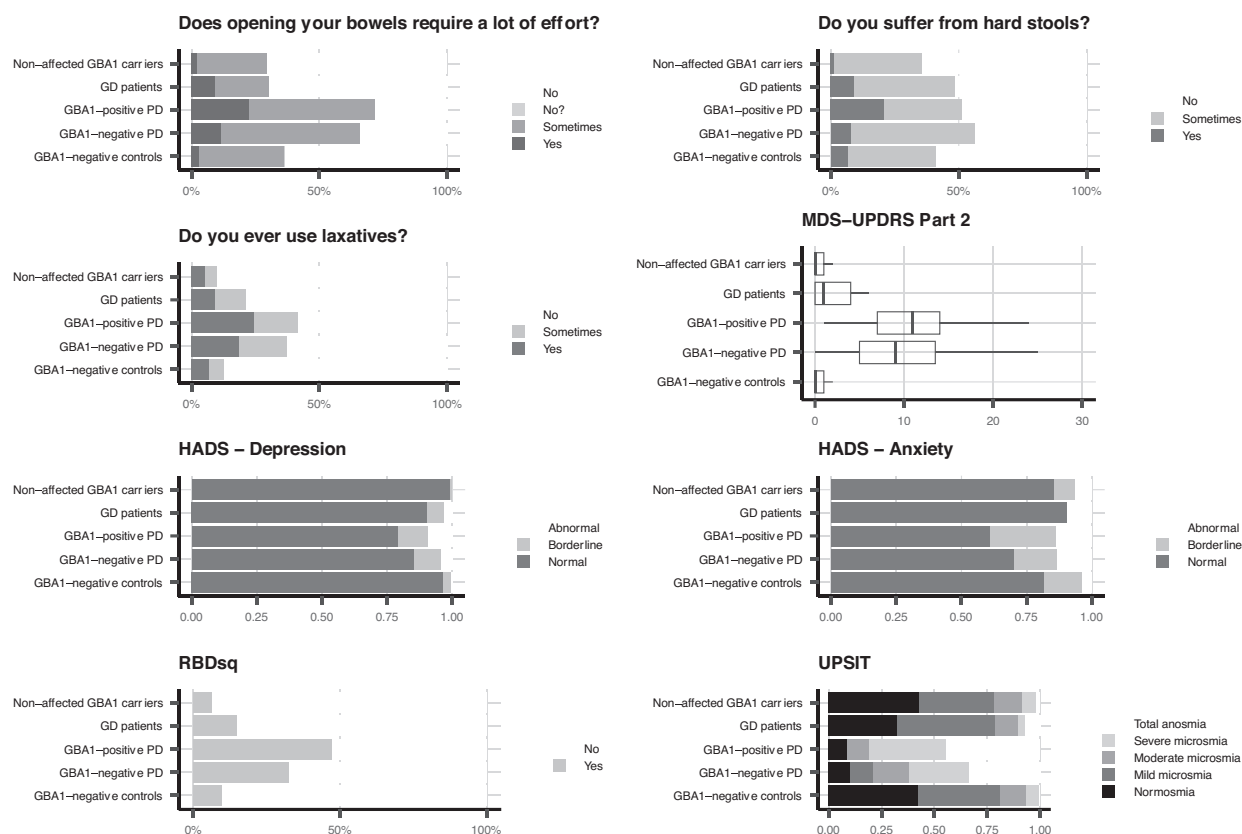 Does opening your bowels require a lot of effort?
Non–affected GBA1 carriers
GD patients
GBA1–positive PD
GBA1–negative PD
GBA1–negative controls
0%
50%
100%
No
No?
Sometimes
Yes
Do you suffer from hard stools?
Non–affected GBA1 carriers
GD patients
GBA1–positive PD
GBA1–negative PD
GBA1–negative controls
0%
50%
100%
No
Sometimes
Yes
Do you ever use laxatives?
Non–affected GBA1 carriers
GD patients
GBA1–positive PD
GBA1–negative PD
GBA1–negative controls
0%
50%
100%
No
Sometimes
Yes
MDS–UPDRS Part 2
Non–affected GBA1 carriers
GD patients
GBA1–positive PD
GBA1–negative PD
GBA1–negative controls
0
10
20
30
HADS – Depression
Non–affected GBA1 carriers
GD patients
GBA1–positive PD
GBA1–negative PD
GBA1–negative controls
0.00
0.25
0.50
0.75
1.00
Abnormal
Borderline
Normal
HADS – Anxiety
Non–affected GBA1 carriers
GD patients
GBA1–positive PD
GBA1–negative PD
GBA1–negative controls
0.00
0.25
0.50
0.75
1.00
Abnormal
Borderline
Normal
RBDsq
Non–affected GBA1 carriers
GD patients
GBA1–positive PD
GBA1–negative PD
GBA1–negative controls
0%
50%
100%
No
Yes
UPSIT
Non–affected GBA1 carriers
GD patients
GBA1–positive PD
GBA1–negative PD
GBA1–negative controls
0.00
0.25
0.50
0.75
1.00
Total anosmia
Severe microsmia
Moderate microsmia
Mild microsmia
Normosmia